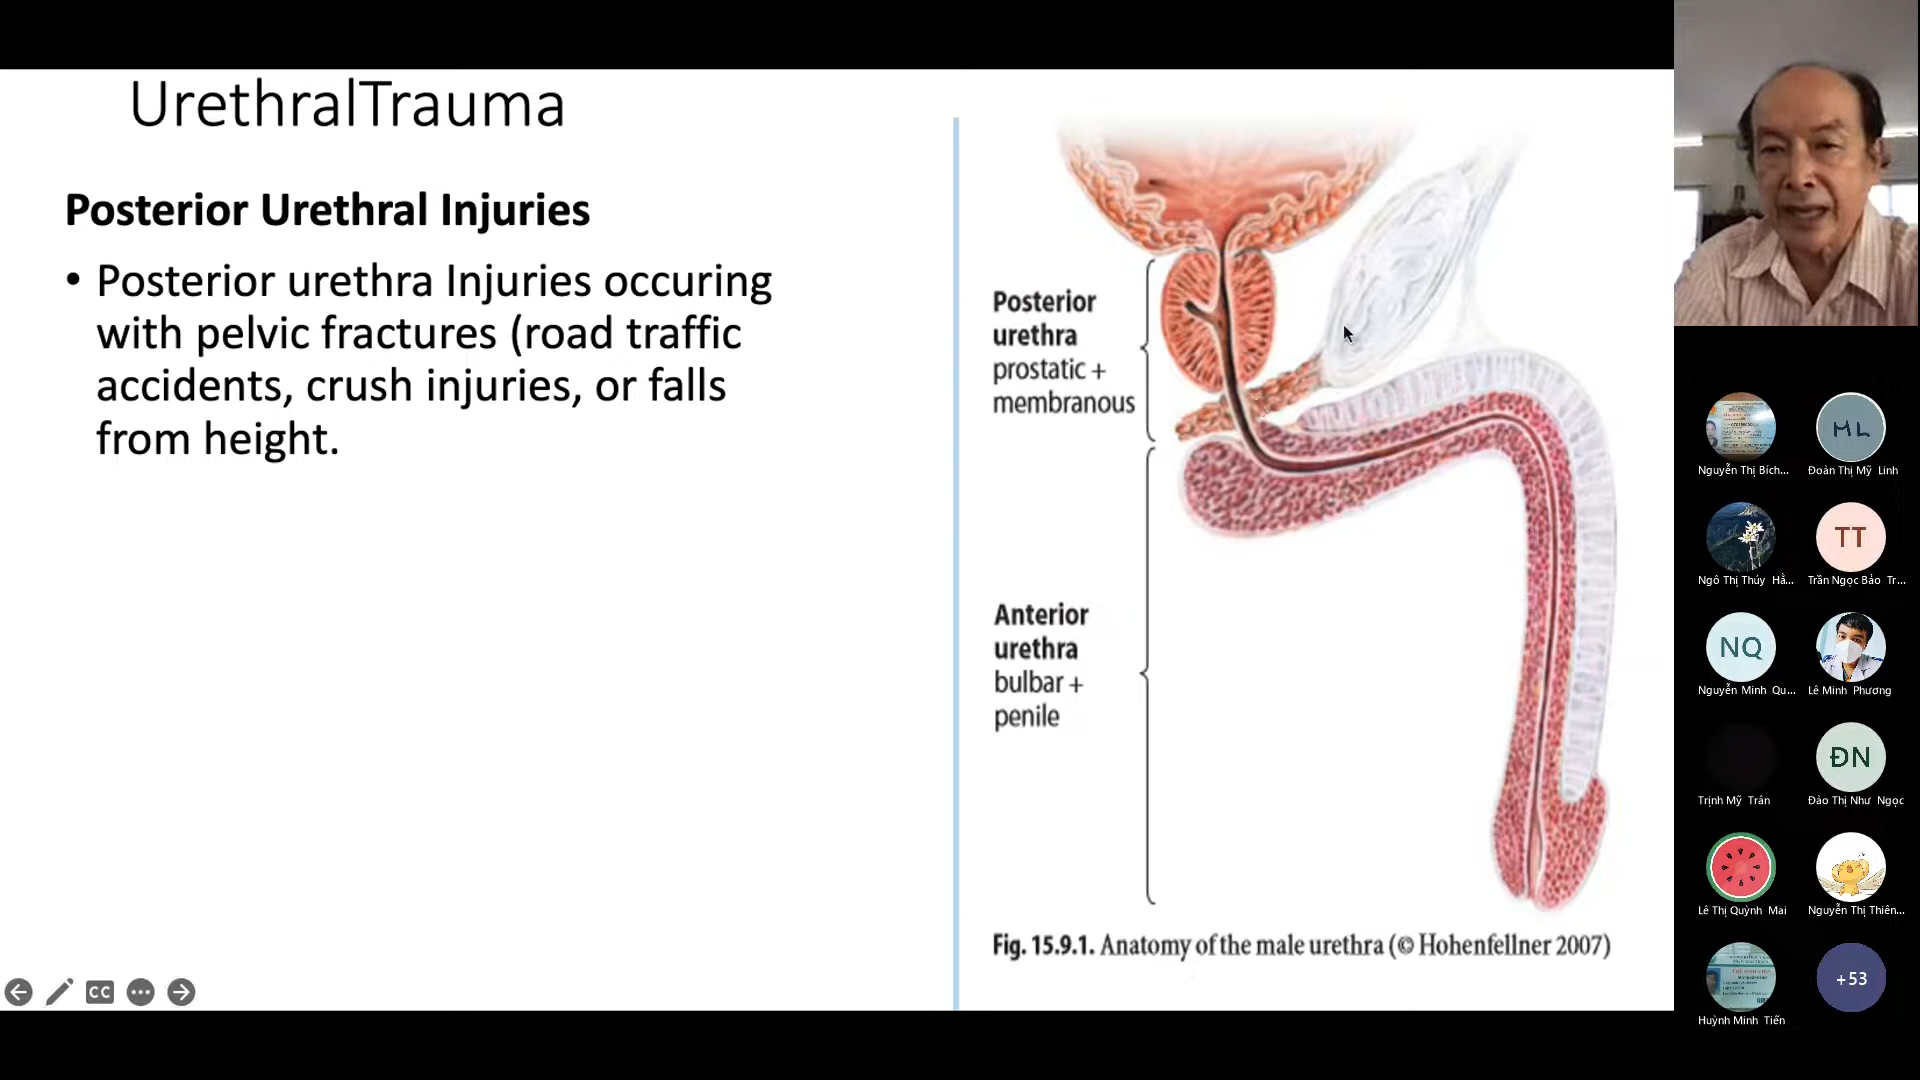 UrethralTrauma
Posterior Urethral Injuries
• Posterior urethra Injuries occuring
with pelvic fractures (road traffic
accidents, crush injuries, or falls
from height.
Posterior
urethra
prostatic +
membranous
Anterior
urethra
bulbar +
penile
Fig. 15.9.1. Anatomy of the male urethra (© Hohenfellner 2007)
CC
Nguyễn Thị Bích...
ML
Đoàn Thị Mỹ Linh
Ngô Thị Thúy Hằ...
TT
Trần Ngọc Bảo Tr...
NQ
Nguyễn Minh Qu...
Lê Minh Phương
Trịnh Mỹ Trân
ĐN
Đào Thị Như Ngọc
Lê Thị Quỳnh Mai
Nguyễn Thị Thiên...
Huỳnh Minh Tiến
+53